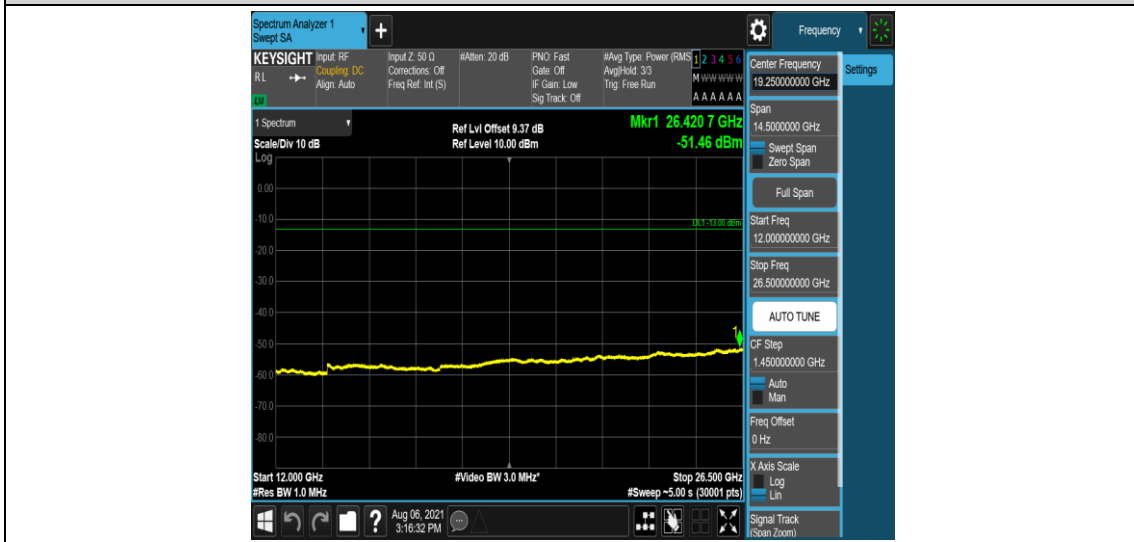 Spectrum Analyzer 1
Swept SA
+
Frequency
KEYSIGHT
RL
LXI
Input: RF
Coupling: DC
Align: Auto
Input Z: 50 Ω
Corrections: Off
Freq Ref: Int (S)
#Atten: 20 dB
PNO: Fast
Gate: Off
IF Gain: Low
Sig Track: Off
#Avg Type: Power (RMS
Avg|Hold: 3/3
Trig: Free Run
1 2 3 4 5 6
M W W W W W
A A A A A A
1 Spectrum
Scale/Div 10 dB
Log
Ref Lvl Offset 9.37 dB
Ref Level 10.00 dBm
Mkr1 26.420 7 GHz
-51.46 dBm
0.00
-10.0
DL1 -13.00 dBm
-20.0
-30.0
-40.0
1
-50.0
-60.0
-70.0
-80.0
Start 12.000 GHz
#Res BW 1.0 MHz
#Video BW 3.0 MHz*
Stop 26.500 GHz
#Sweep ~5.00 s (30001 pts)
?
Aug 06, 2021
3:16:32 PM
Center Frequency
19.250000000 GHz
Settings
Span
14.5000000 GHz
Swept Span
Zero Span
Full Span
Start Freq
12.000000000 GHz
Stop Freq
26.500000000 GHz
AUTO TUNE
CF Step
1.450000000 GHz
Auto
Man
Freq Offset
0 Hz
X Axis Scale
Log
Lin
Signal Track
(Span Zoom)